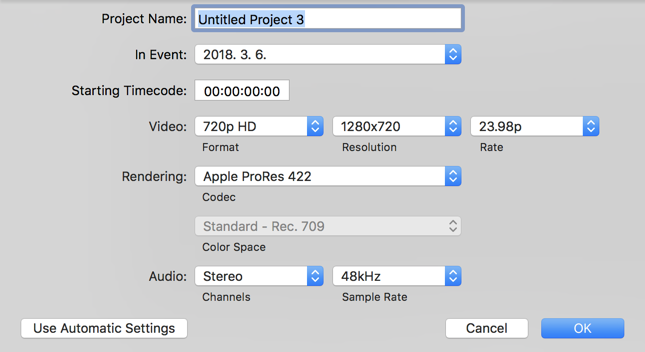 Project Name: Untitled Project 3
In Event: 2018. 3. 6.
Starting Timecode: 00:00:00:00
Video: 720p HD 1280x720 23.98p
Format Resolution Rate
Rendering: Apple ProRes 422
Codec
Standard - Rec. 709
Color Space
Audio: Stereo 48kHz
Channels Sample Rate
Use Automatic Settings Cancel OK